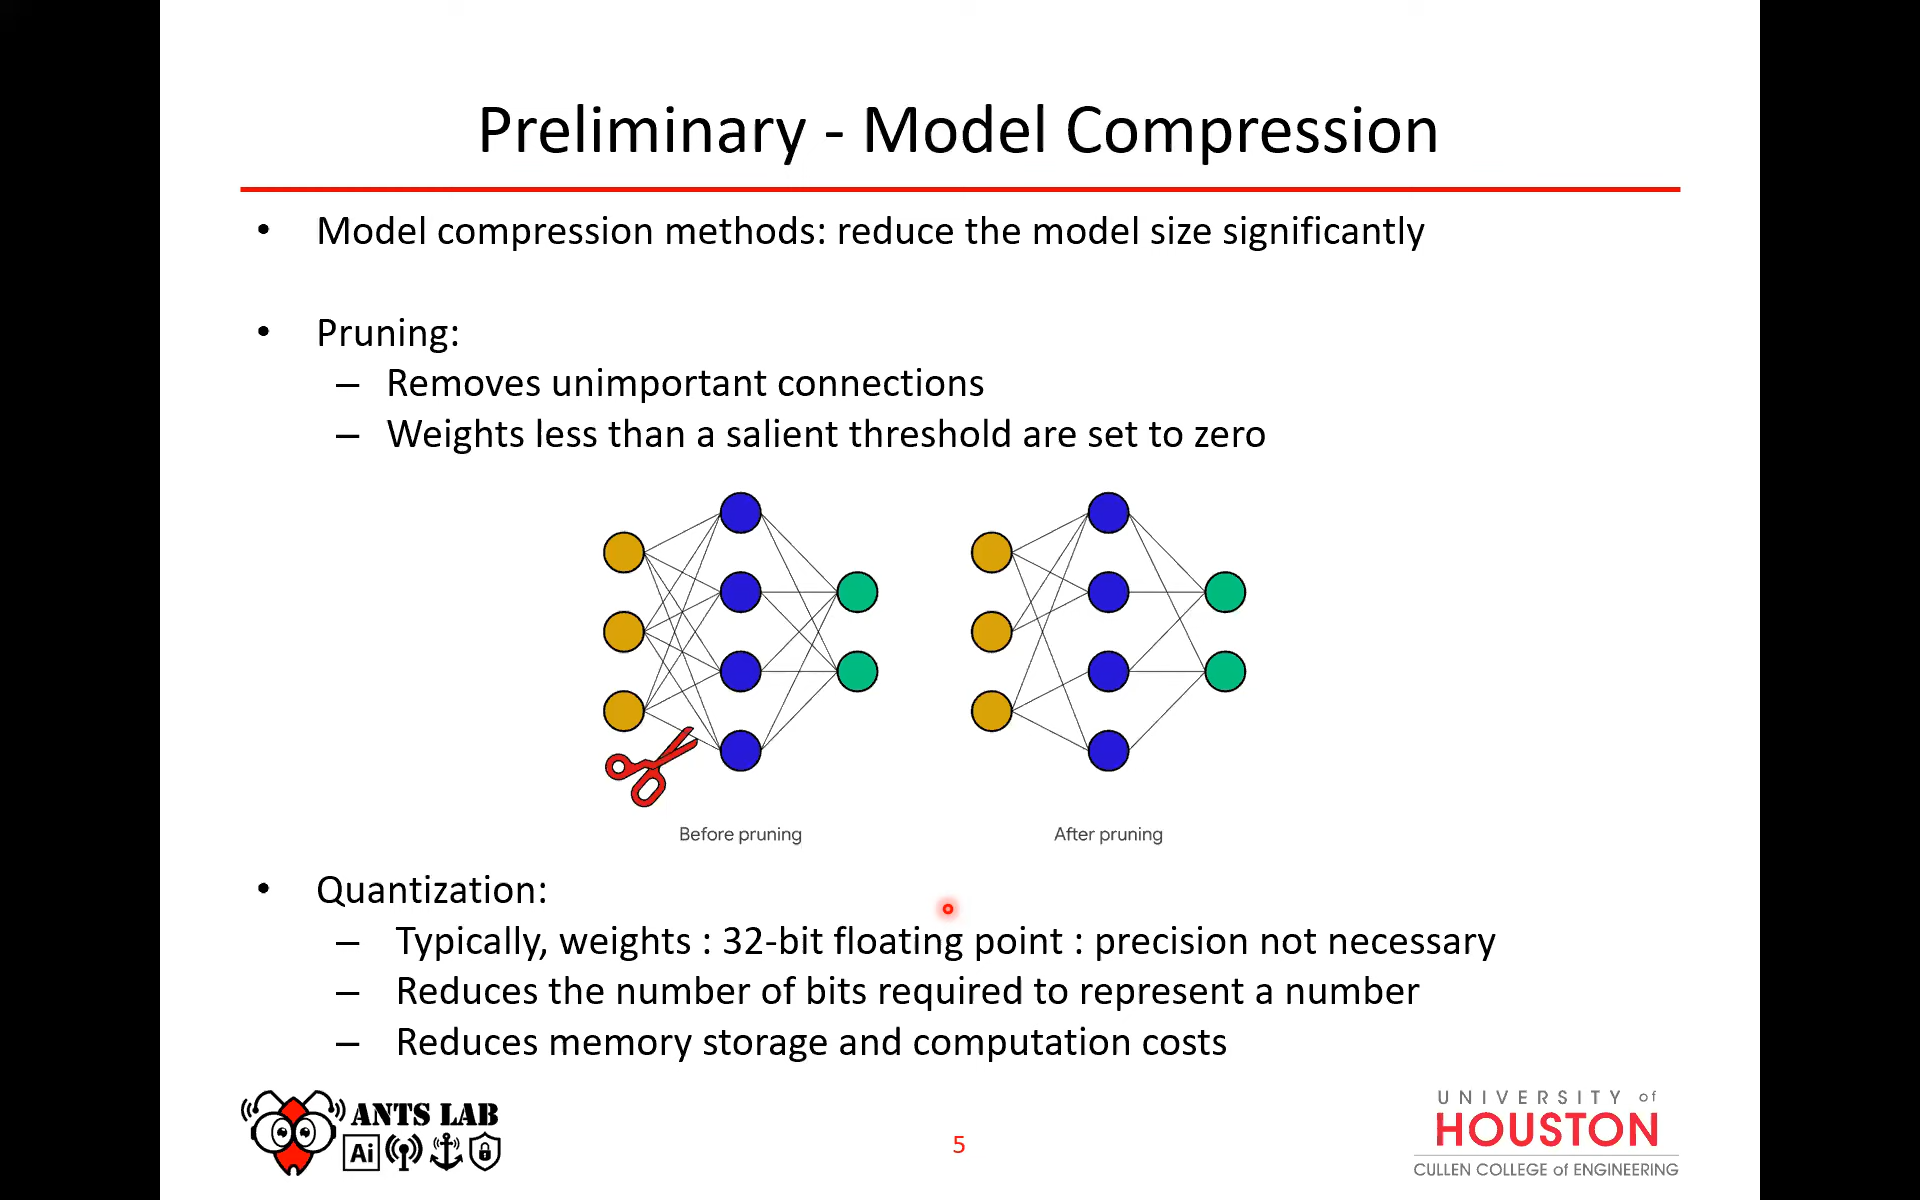 Preliminary - Model Compression
• Model compression methods: reduce the model size significantly
• Pruning:
– Removes unimportant connections
– Weights less than a salient threshold are set to zero
Before pruning
After pruning
• Quantization:
– Typically, weights : 32-bit floating point : precision not necessary
– Reduces the number of bits required to represent a number
– Reduces memory storage and computation costs
ANTS LAB
Ai
5
UNIVERSITY of
HOUSTON
CULLEN COLLEGE of ENGINEERING